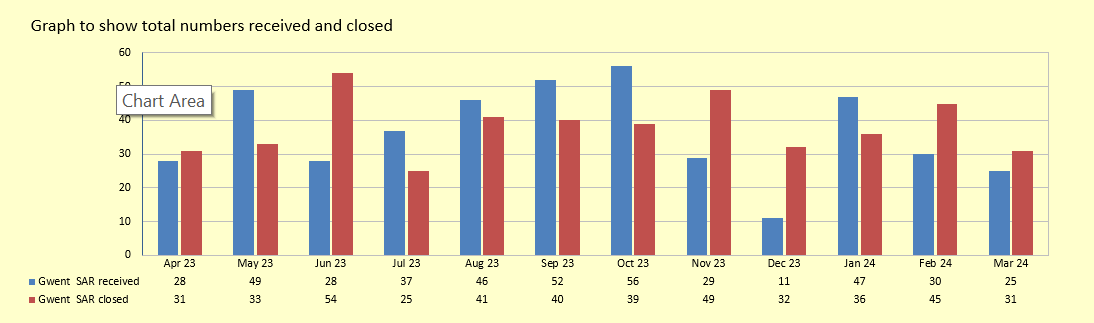 Graph to show total numbers received and closed
60
50
Chart Area
40
30
20
10
0
Apr 23 May 23 Jun 23 Jul 23 Aug 23 Sep 23 Oct 23 Nov 23 Dec 23 Jan 24 Feb 24 Mar 24
Gwent SAR received 28 49 28 37 46 52 56 29 11 47 30 25
Gwent SAR closed 31 33 54 25 41 40 39 49 32 36 45 31